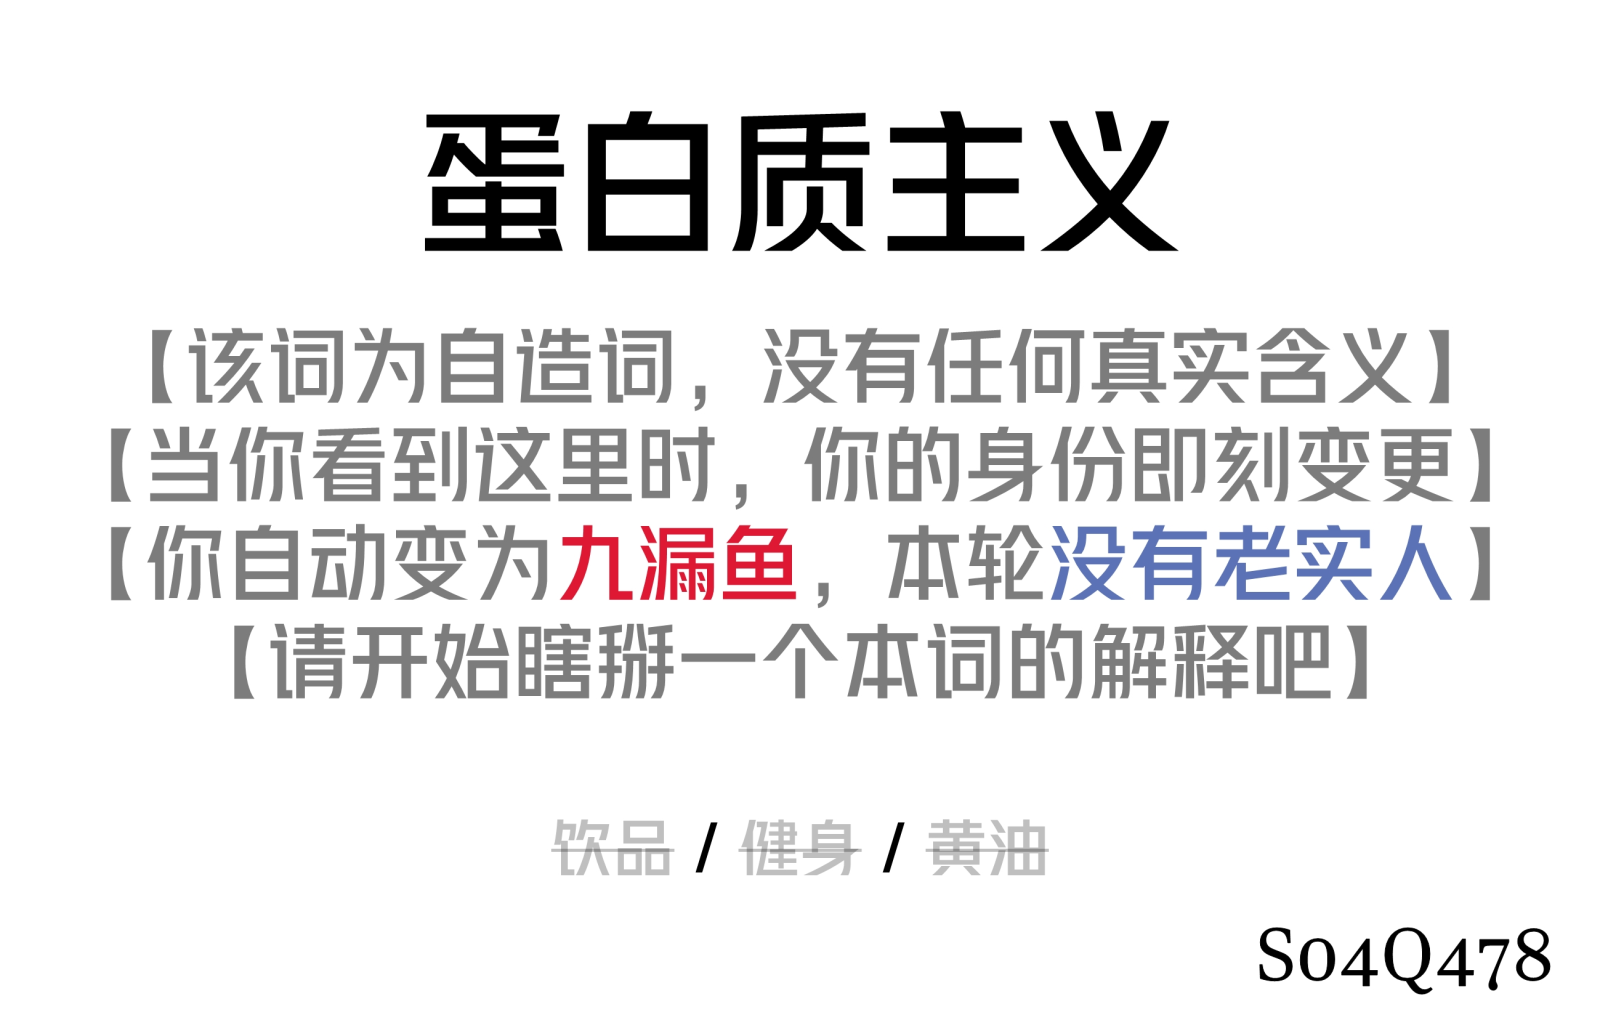 蛋白质主义
【该词为自造词，没有任何真实含义】
【当你看到这里时，你的身份即刻变更】
【你自动变为九漏鱼，本轮没有老实人】
【请开始瞎掰一个本词的解释吧】
饮品 / 健身 / 黄油
S04Q478